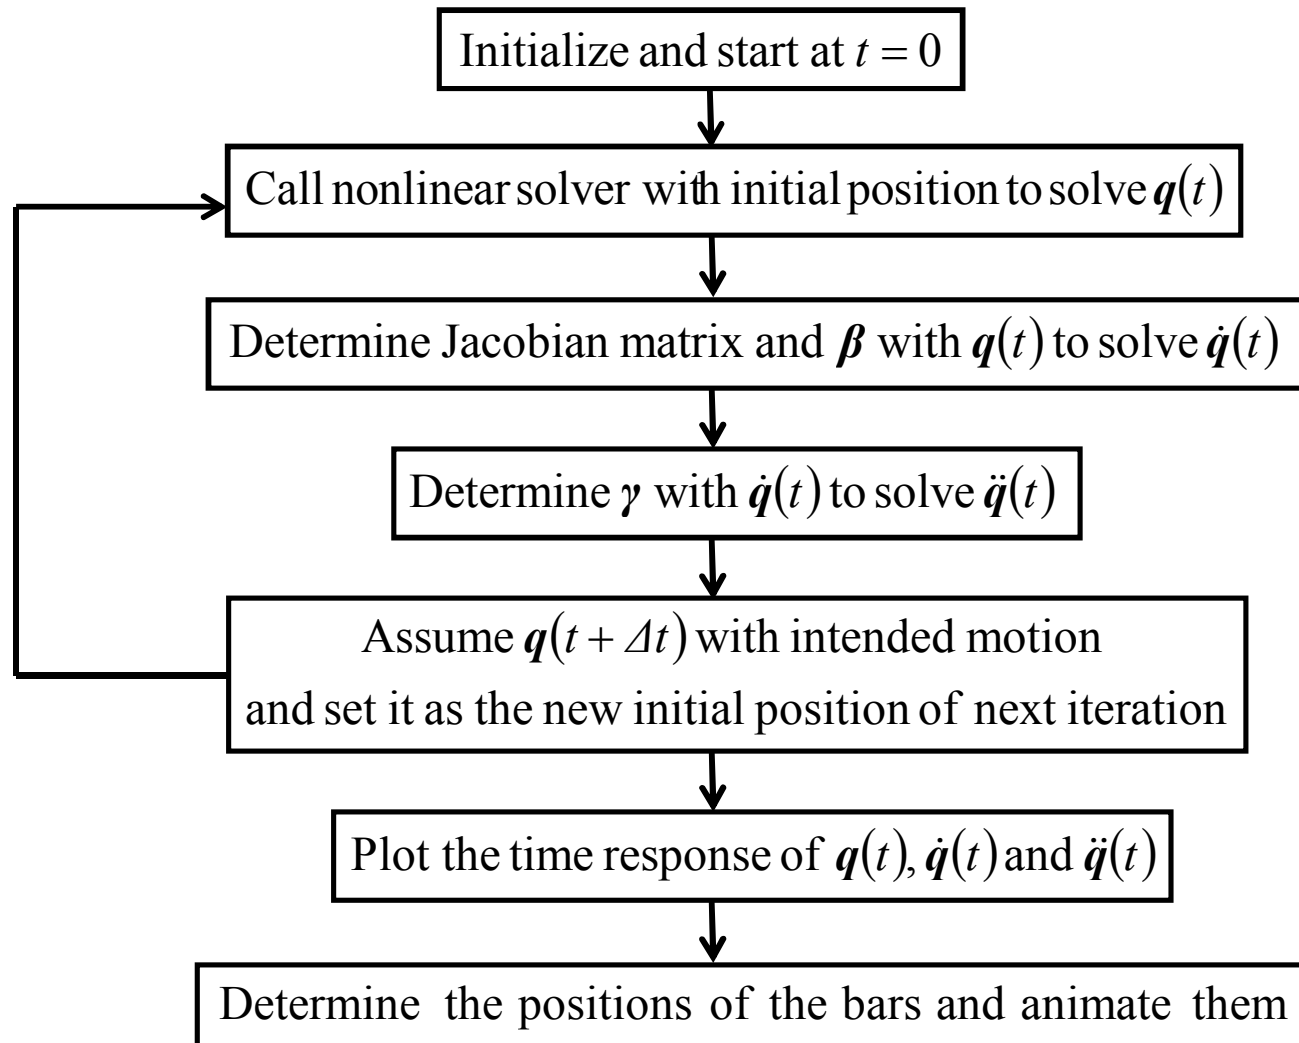 Initialize and start at t = 0
Call nonlinear solver with initial position to solve q(t)
Determine Jacobian matrix and β with q(t) to solve q̇(t)
Determine γ with q̇(t) to solve q̈(t)
Assume q(t + Δt) with intended motion
and set it as the new initial position of next iteration
Plot the time response of q(t), q̇(t) and q̈(t)
Determine the positions of the bars and animate them